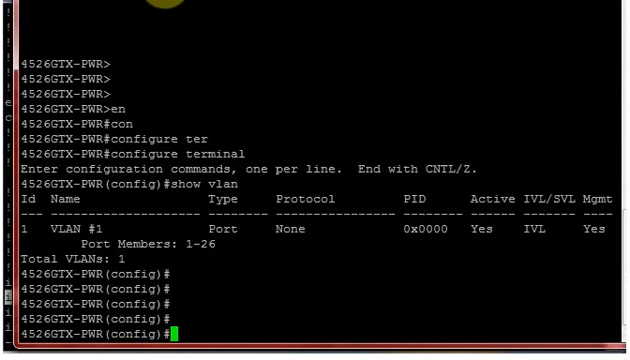 4526GTX-PWR>
4526GTX-PWR>
4526GTX-PWR>
4526GTX-PWR>en
4526GTX-PWR#con
4526GTX-PWR#configure ter
4526GTX-PWR#configure terminal
Enter configuration commands, one per line.  End with CNTL/Z.
4526GTX-PWR(config)#show vlan
Id  Name                 Type     Protocol         PID     Active IVL/SVL Mgmt
--- -------------------- -------- ---------------- ------- ------ ------- ----
1   VLAN #1              Port     None             0x0000  Yes    IVL     Yes
        Port Members: 1-26
Total VLANs: 1
4526GTX-PWR(config)#
4526GTX-PWR(config)#
4526GTX-PWR(config)#
4526GTX-PWR(config)#
4526GTX-PWR(config)#